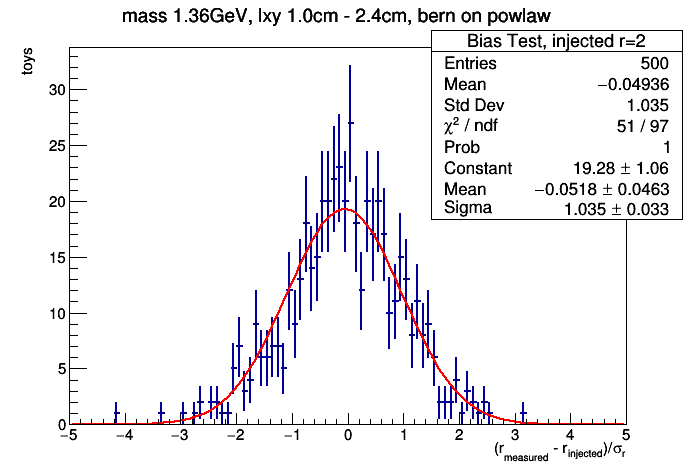 mass 1.36GeV, lxy 1.0cm - 2.4cm, bern on powlaw
Bias Test, injected r=2
Entries 500
Mean −0.04936
Std Dev 1.035
χ² / ndf 51 / 97
Prob 1
Constant 19.28 ± 1.06
Mean −0.0518 ± 0.0463
Sigma 1.035 ± 0.033
toys
30
25
20
15
10
5
0
−5 −4 −3 −2 −1 0 1 2 3 4 5
(r_measured - r_injected)/σ_r